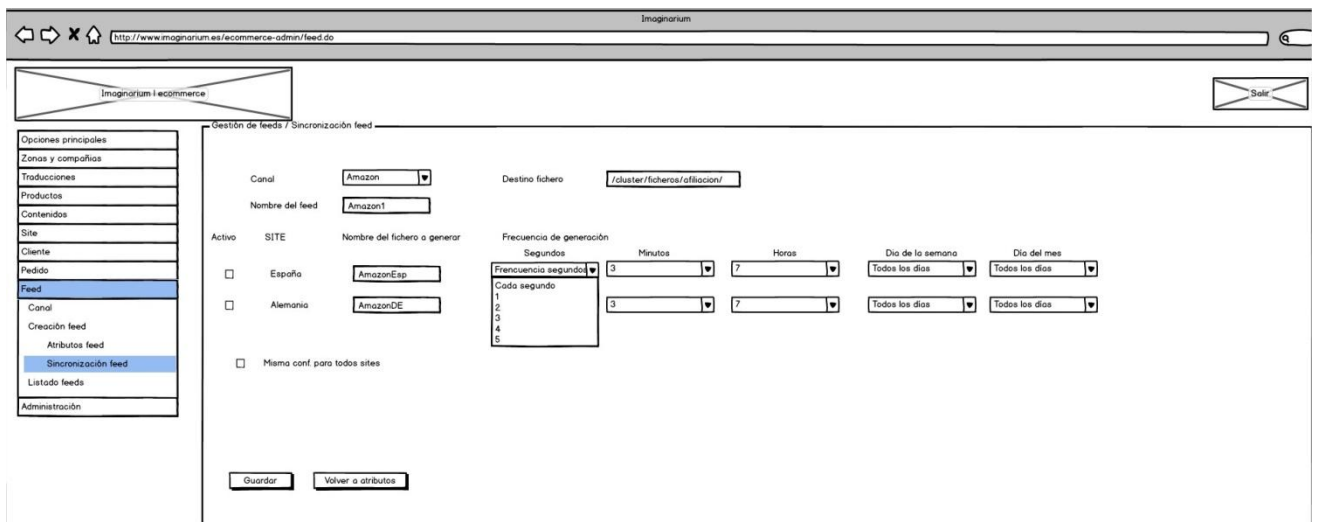 Imaginarium
http://www.imaginarium.es/ecommerce-admin/feed.do
Imaginarium | ecommerce
Salir
Opciones principales
Zonas y compañias
Traducciones
Productos
Contenidos
Site
Cliente
Pedido
Feed
Canal
Creación feed
Atributos feed
Sincronización feed
Listado feeds
Administración
Gestión de feeds / Sincronización feed
Canal Amazon Destino fichero /cluster/ficheros/afiliacion/
Nombre del feed Amazon1
Activo SITE Nombre del fichero a generar Frecuencia de generación
Segundos Minutos Horas Dia de la semana Día del mes
España AmazonEsp Frencuencia segundos 3 7 Todos los días Todos los días
Cada segundo
1
2
3
4
5
Alemania AmazonDE 3 7 Todos los días Todos los días
Misma conf. para todos sites
Guardar Volver a atributos